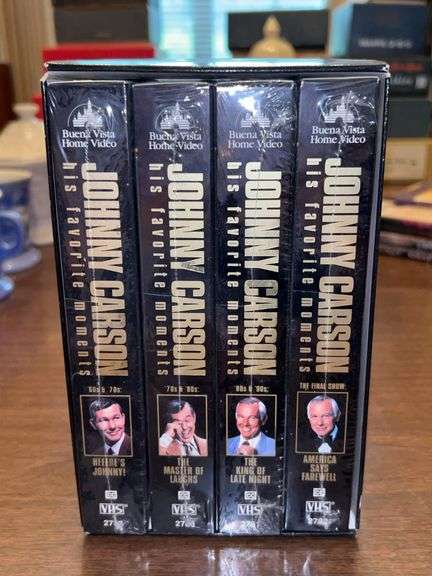 Buena Vista
Home Video
JOHNNY CARSON
his favorite moments
'60s & '70s:
HEEERE'S
JOHNNY!
VHS
Buena Vista
Home Video
JOHNNY CARSON
his favorite moments
'70s & '80s:
THE MASTER OF
LAUGHS
VHS
Buena Vista
Home Video
JOHNNY CARSON
his favorite moments
'80s & '90s:
THE KING OF
LATE NIGHT
VHS
Buena Vista
Home Video
JOHNNY CARSON
his favorite moments
THE FINAL SHOW:
AMERICA
SAYS
FAREWELL
VHS